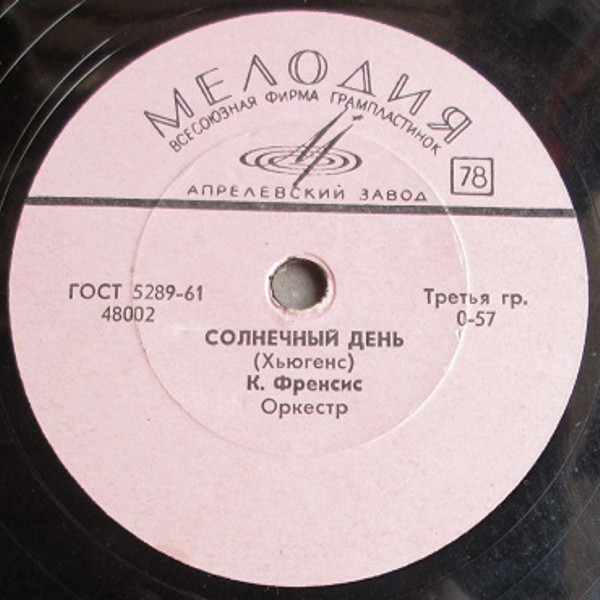 МЕЛОДИЯ
ВСЕСОЮЗНАЯ ФИРМА ГРАМПЛАСТИНОК
78
АПРЕЛЕВСКИЙ ЗАВОД
ГОСТ 5289-61
48002
Третья гр.
0-57
СОЛНЕЧНЫЙ ДЕНЬ
(Хьюгенс)
К. Френсис
Оркестр